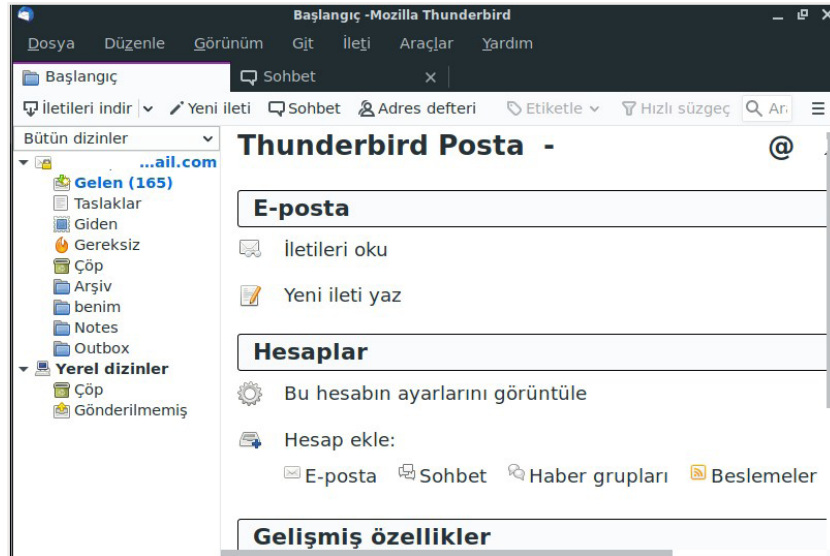 Başlangıç -Mozilla Thunderbird
Dosya Düzenle Görünüm Git İleti Araçlar Yardım
Başlangıç Sohbet
İletileri indir Yeni ileti Sohbet Adres defteri Etiketle Hızlı süzgeç Ar
Bütün dizinler
...ail.com
Gelen (165)
Taslaklar
Giden
Gereksiz
Çöp
Arşiv
benim
Notes
Outbox
Yerel dizinler
Çöp
Gönderilmemiş
Thunderbird Posta - @
E-posta
İletileri oku
Yeni ileti yaz
Hesaplar
Bu hesabın ayarlarını görüntüle
Hesap ekle:
E-posta Sohbet Haber grupları Beslemeler
Gelişmiş özellikler